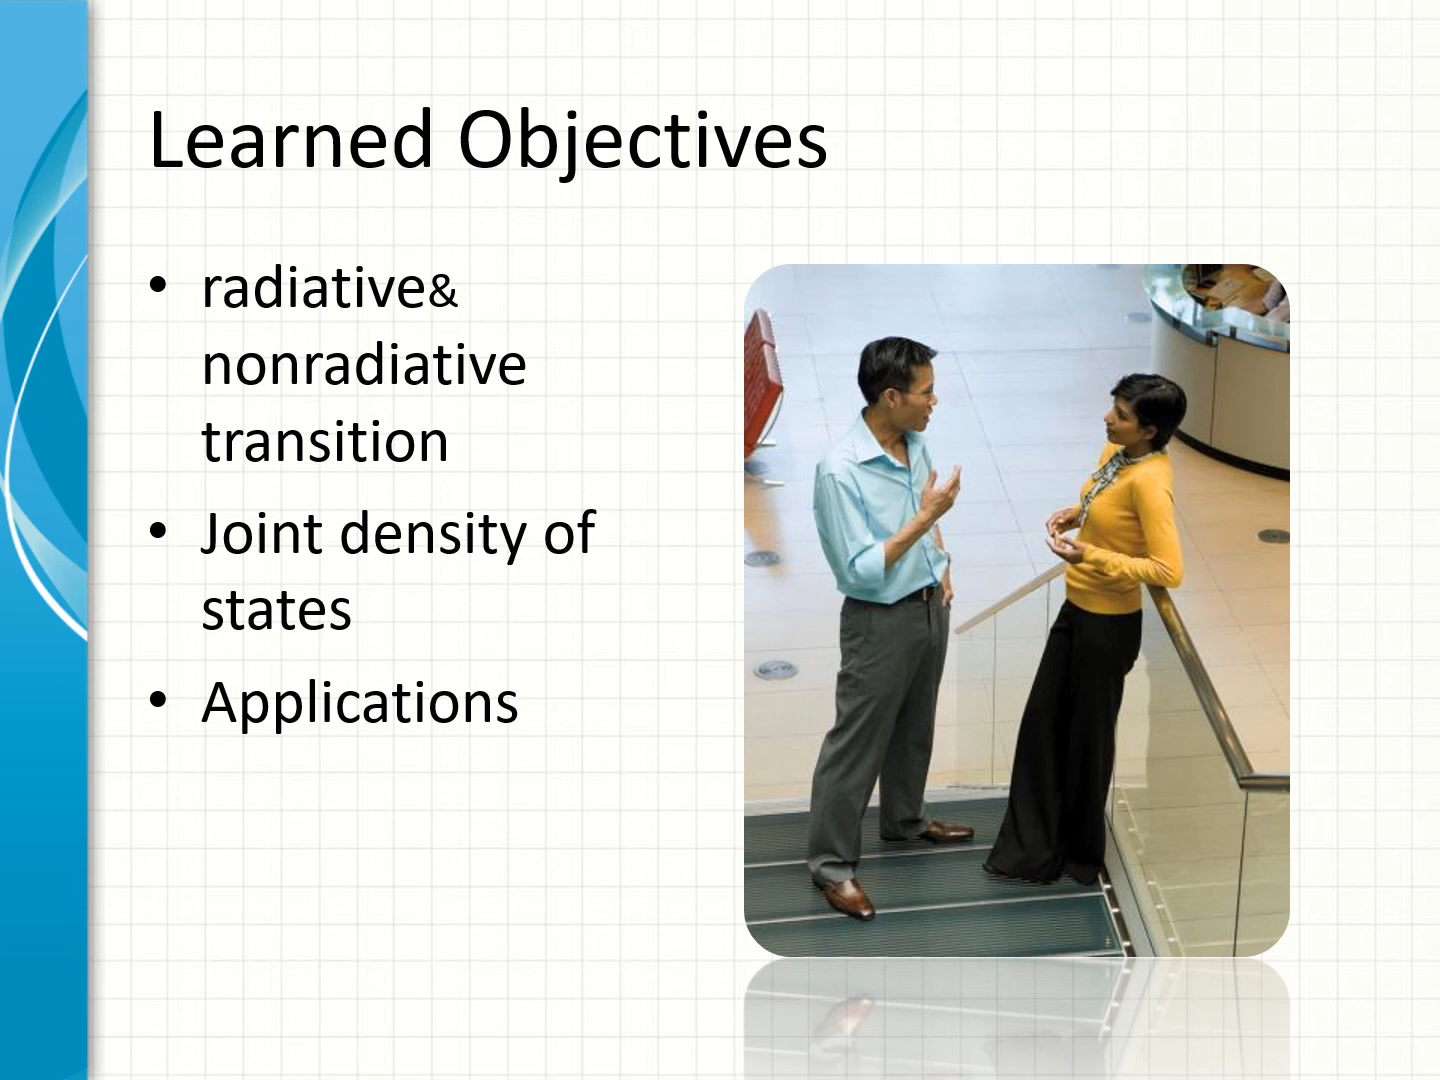 Learned Objectives
• radiative&
nonradiative
transition
• Joint density of
states
• Applications